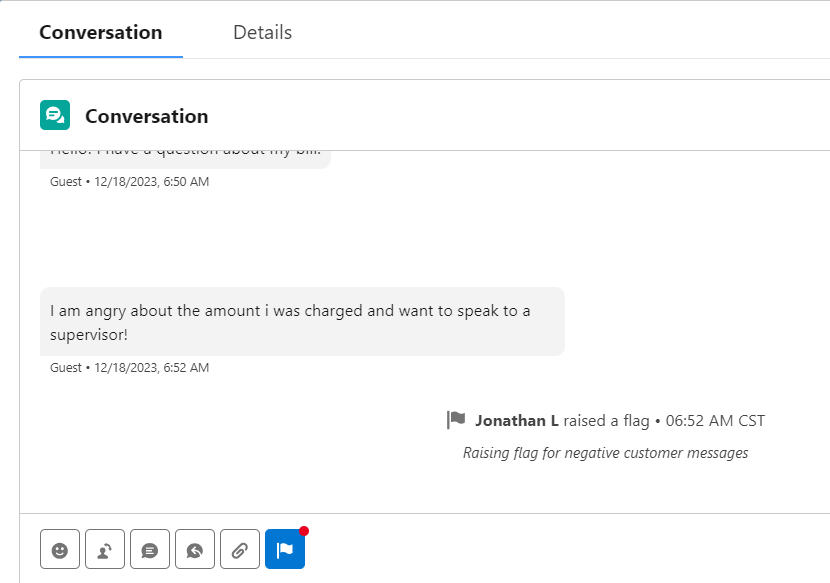 Conversation Details
Conversation
Hello! I have a question about my bill.
Guest • 12/18/2023, 6:50 AM
I am angry about the amount i was charged and want to speak to a
supervisor!
Guest • 12/18/2023, 6:52 AM
Jonathan L raised a flag • 06:52 AM CST
Raising flag for negative customer messages